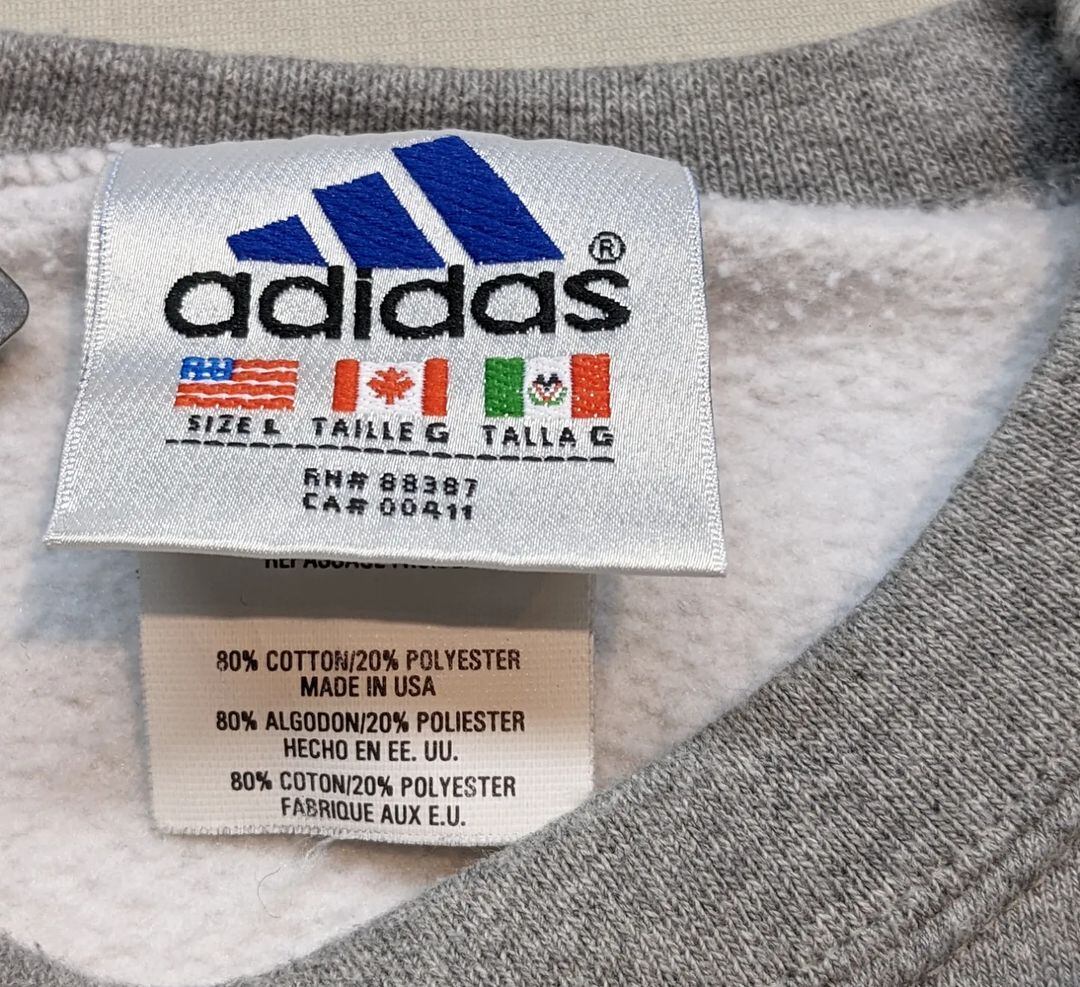 adidas®
SIZE L TAILLE G TALLA G
RN# 88387
CA# 00411
80% COTTON/20% POLYESTER
MADE IN USA
80% ALGODON/20% POLIESTER
HECHO EN EE. UU.
80% COTON/20% POLYESTER
FABRIQUE AUX E.U.